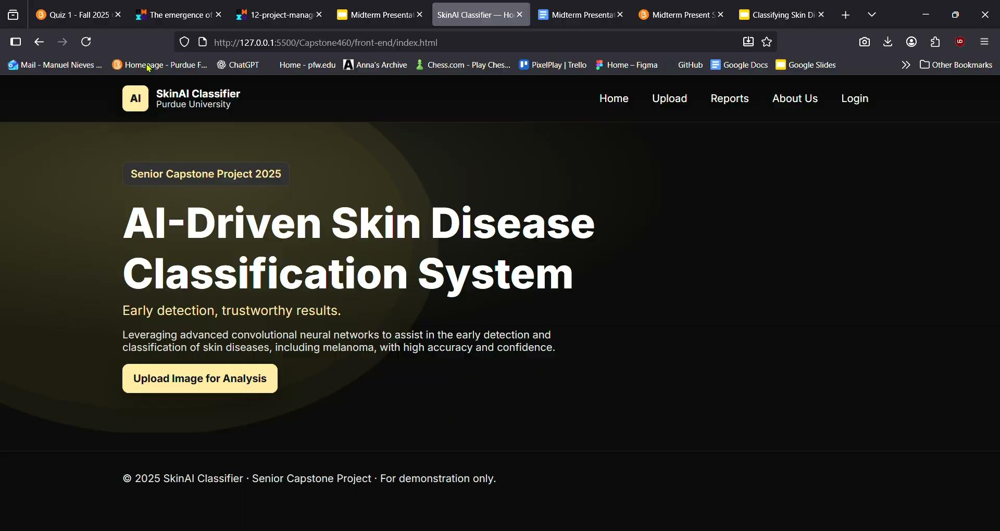 Quiz 1 - Fall 2025
The emergence of
12-project-manag
Midterm Presentat
SkinAI Classifier — Ho
Midterm Presentat
Midterm Present S
Classifying Skin Di
http://127.0.0.1:5500/Capstone460/front-end/index.html
Mail - Manuel Nieves ...
Homepage - Purdue F...
ChatGPT
Home - pfw.edu
Anna's Archive
Chess.com - Play Ches...
PixelPlay | Trello
Home – Figma
GitHub
Google Docs
Google Slides
Other Bookmarks
AI
SkinAI Classifier
Purdue University
Home
Upload
Reports
About Us
Login
Senior Capstone Project 2025
AI-Driven Skin Disease
Classification System
Early detection, trustworthy results.
Leveraging advanced convolutional neural networks to assist in the early detection and
classification of skin diseases, including melanoma, with high accuracy and confidence.
Upload Image for Analysis
© 2025 SkinAI Classifier · Senior Capstone Project · For demonstration only.